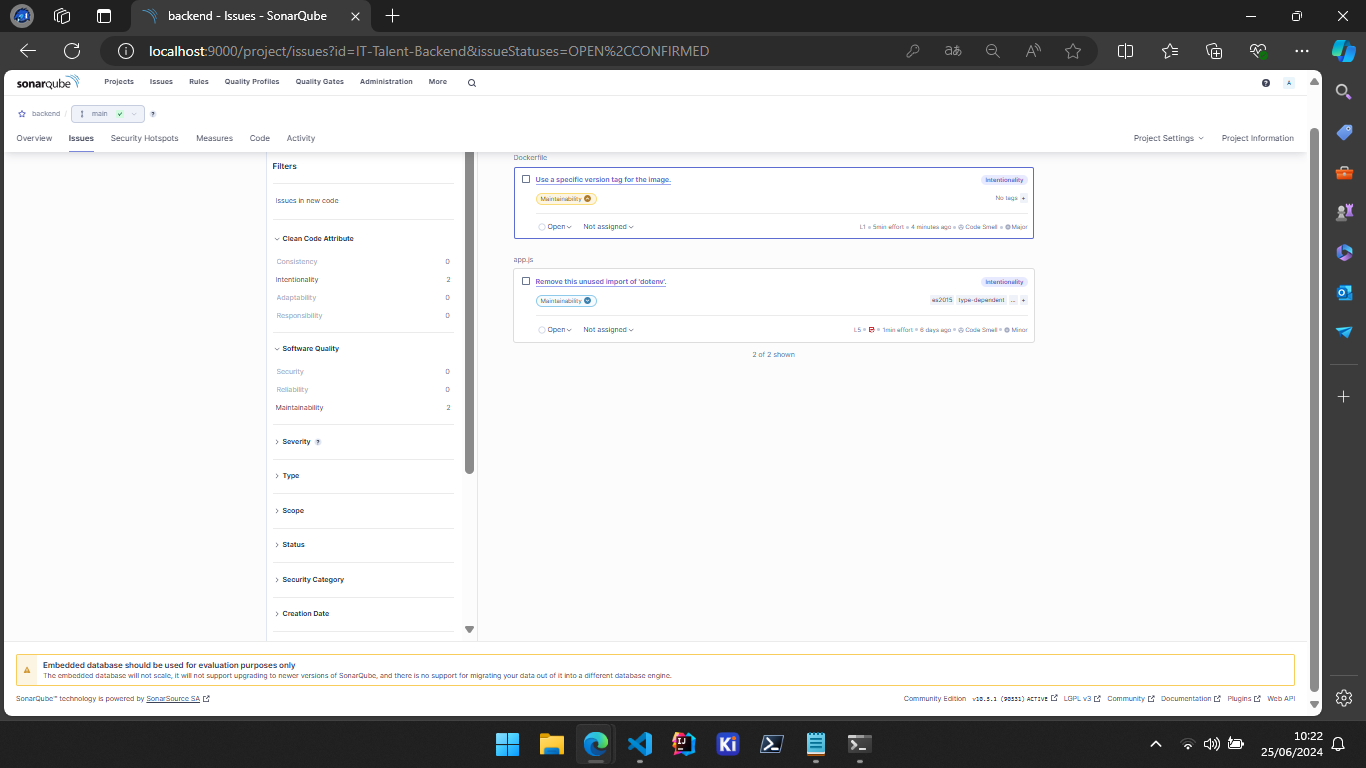 backend - Issues - SonarQube
localhost:9000/project/issues?id=IT-Talent-Backend&issueStatuses=OPEN%2CCONFIRMED
sonarqube Projects Issues Rules Quality Profiles Quality Gates Administration More ? A
backend / main ?
Overview Issues Security Hotspots Measures Code Activity Project Settings Project Information
Filters
Issues in new code
Clean Code Attribute
Consistency 0
Intentionality 2
Adaptability 0
Responsibility 0
Software Quality
Security 0
Reliability 0
Maintainability 2
Severity ?
Type
Scope
Status
Security Category
Creation Date
Dockerfile
Use a specific version tag for the image. Intentionality
Maintainability No tags +
Open Not assigned L1 • 5min effort • 4 minutes ago • Code Smell • Major
app.js
Remove this unused import of 'dotenv'. Intentionality
Maintainability es2015 type-dependent ... +
Open Not assigned L5 • 1min effort • 6 days ago • Code Smell • Minor
2 of 2 shown
Embedded database should be used for evaluation purposes only
The embedded database will not scale, it will not support upgrading to newer versions of SonarQube, and there is no support for migrating your data out of it into a different database engine.
SonarQube™ technology is powered by SonarSource SA Community Edition v10.5.1 (90531) ACTIVE LGPL v3 Community Documentation Plugins Web API
10:22
25/06/2024